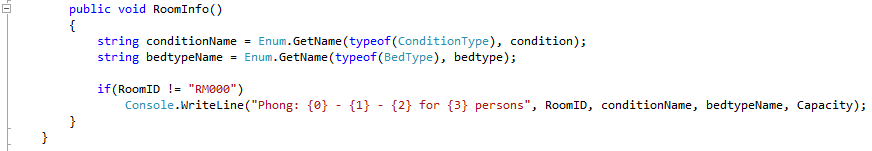 public void RoomInfo()
{
string conditionName = Enum.GetName(typeof(ConditionType), condition);
string bedtypeName = Enum.GetName(typeof(BedType), bedtype);
if(RoomID != "RM000")
Console.WriteLine("Phong: {0} - {1} - {2} for {3} persons", RoomID, conditionName, bedtypeName, Capacity);
}
}